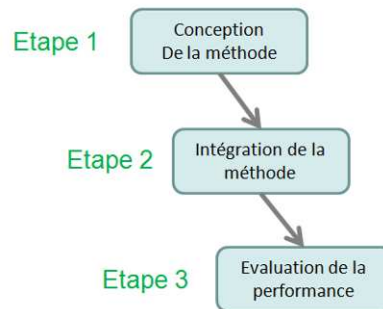 Etape 1
Conception
De la méthode
Etape 2
Intégration de la
méthode
Etape 3
Evaluation de la
performance